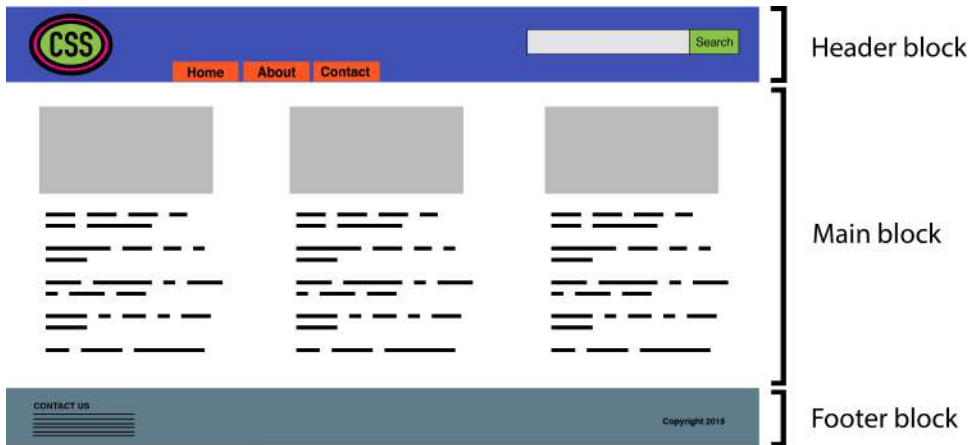 CSS
Search
Header block
Home About Contact
Main block
CONTACT US
Copyright 2015
Footer block